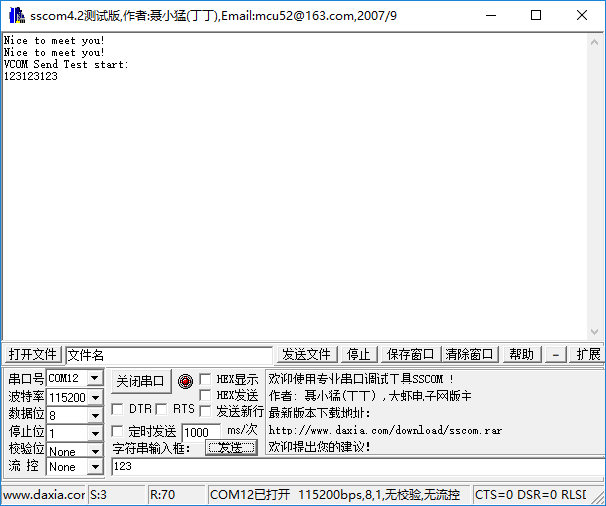 sscom4.2测试版,作者:聂小猛(丁丁),Email:mcu52@163.com,2007/9
Nice to meet you!
Nice to meet you!
VCOM Send Test start:
123123123
打开文件 文件名 发送文件 停止 保存窗口 清除窗口 帮助 - 扩展
串口号 COM12 关闭串口 HEX显示
波特率 115200 HEX发送
数据位 8 DTR RTS 发送新行
停止位 1 定时发送 1000 ms/次
校验位 None 字符串输入框: 发送
流 控 None 123
欢迎使用专业串口调试工具SSCOM !
作者: 聂小猛(丁丁) ,大虾电子网版主
最新版本下载地址:
http://www.daxia.com/download/sscom.rar
欢迎提出您的建议!
www.daxia.cor S:3 R:70 COM12已打开 115200bps,8,1,无校验,无流控 CTS=0 DSR=0 RLSD